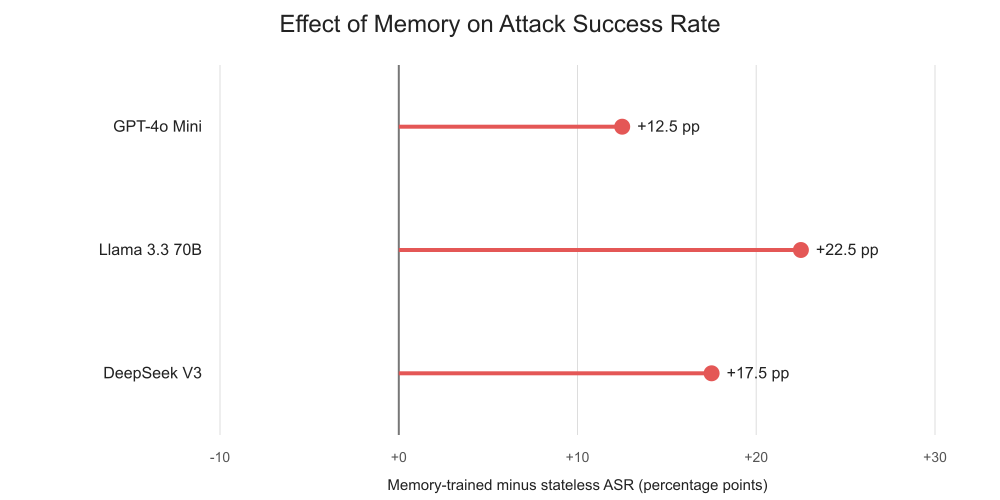 Effect of Memory on Attack Success Rate
GPT-4o Mini
+12.5 pp
Llama 3.3 70B
+22.5 pp
DeepSeek V3
+17.5 pp
-10
+0
+10
+20
+30
Memory-trained minus stateless ASR (percentage points)